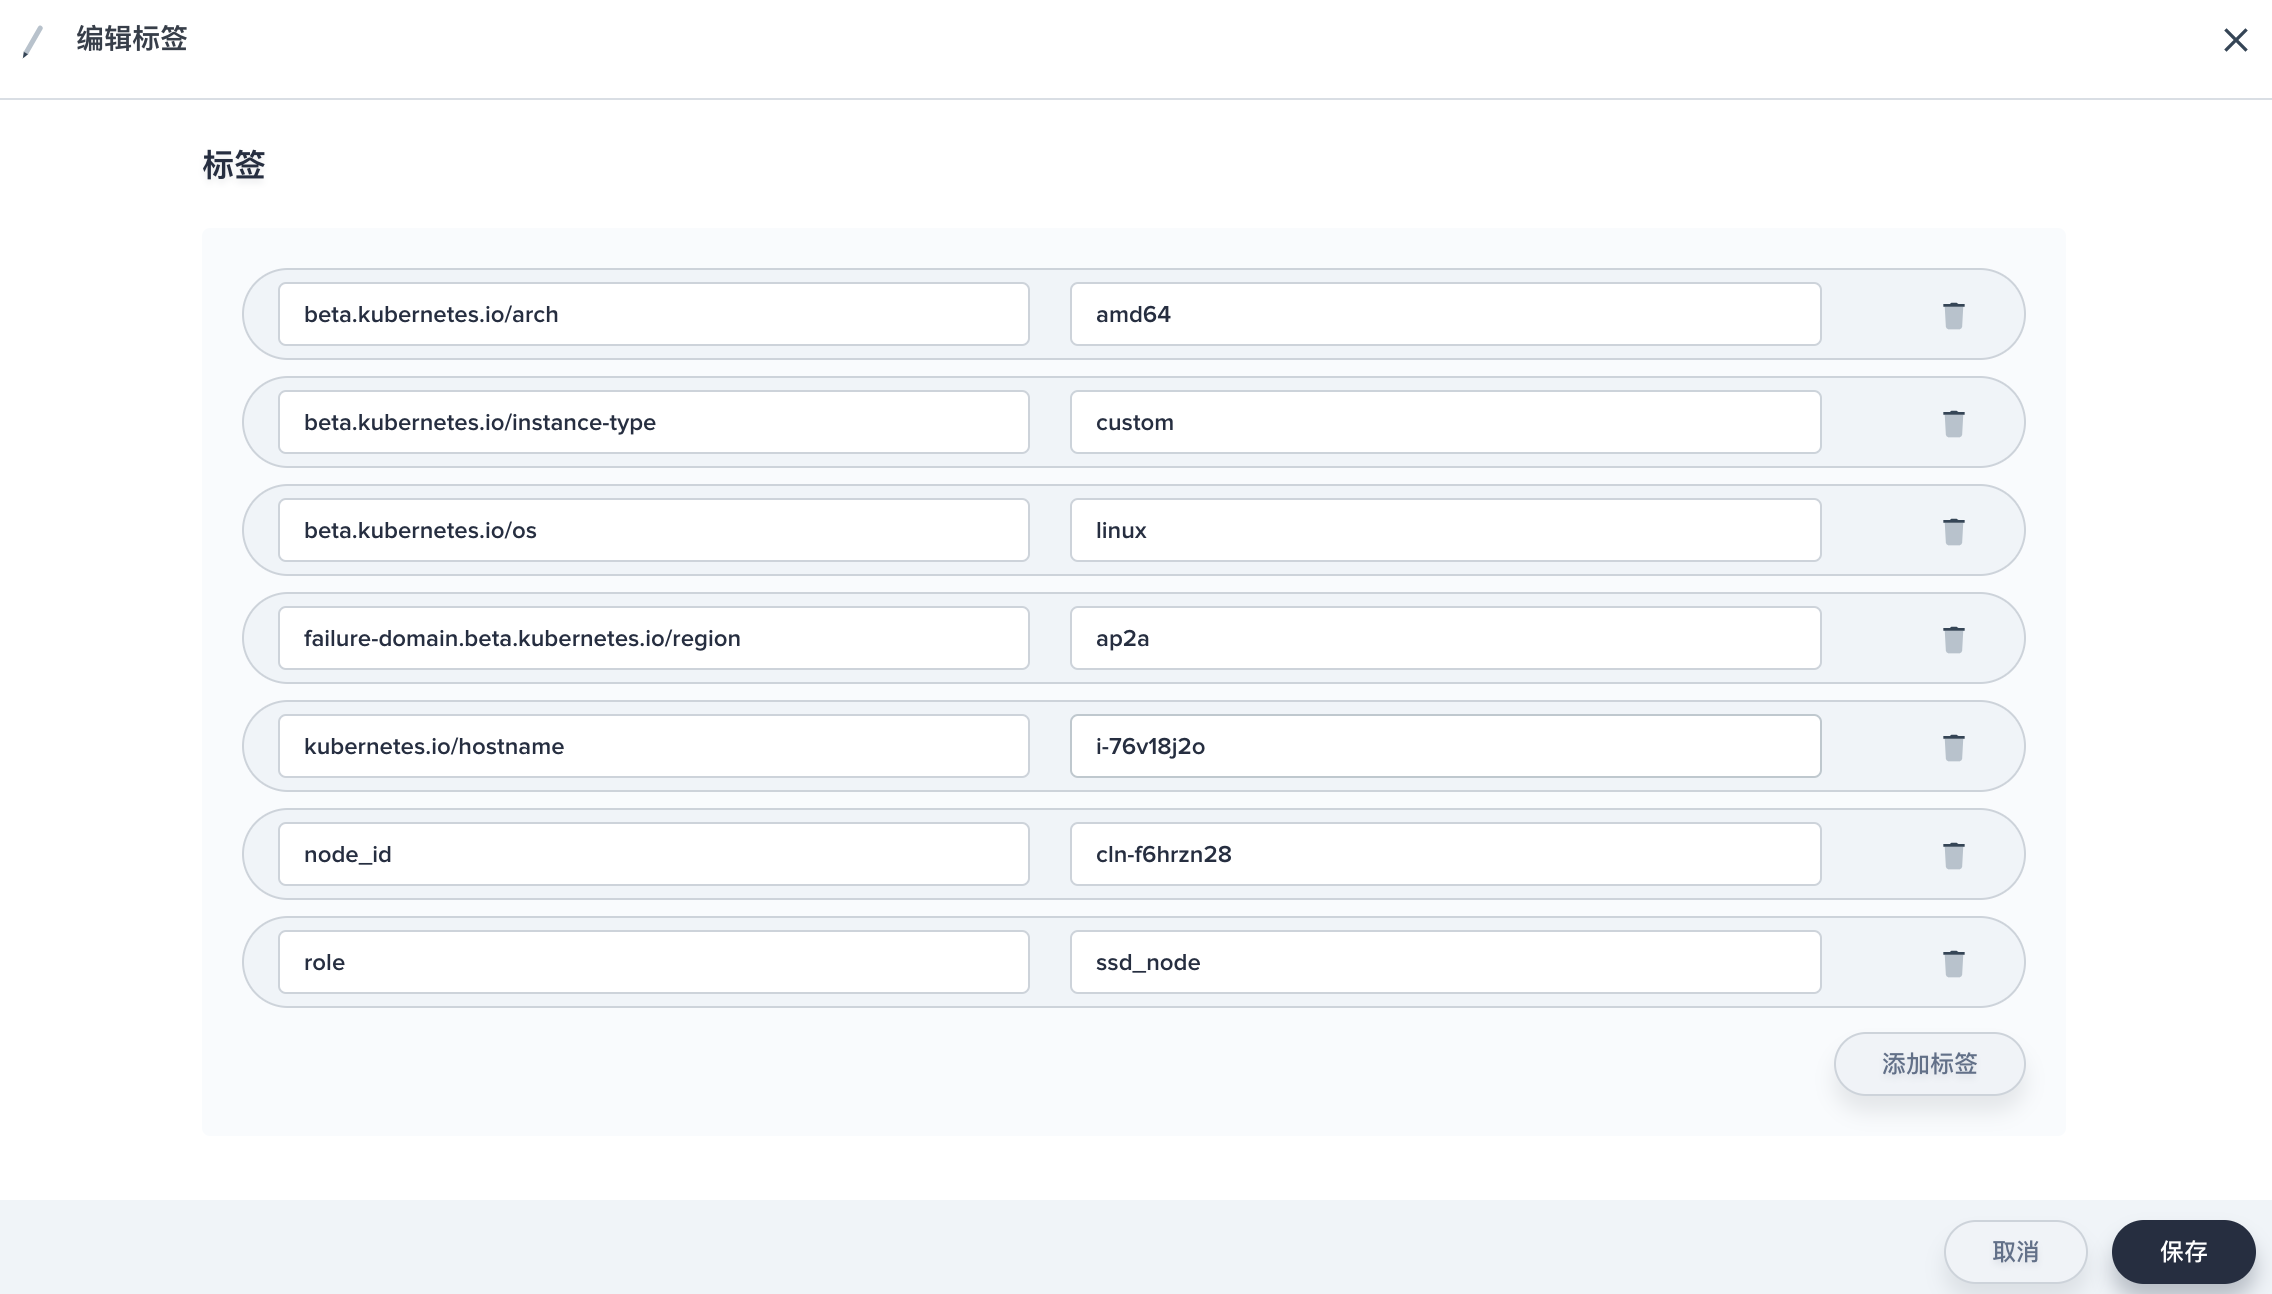 编辑标签
标签
beta.kubernetes.io/arch amd64
beta.kubernetes.io/instance-type custom
beta.kubernetes.io/os linux
failure-domain.beta.kubernetes.io/region ap2a
kubernetes.io/hostname i-76v18j2o
node_id cln-f6hrzn28
role ssd_node
添加标签
取消 保存